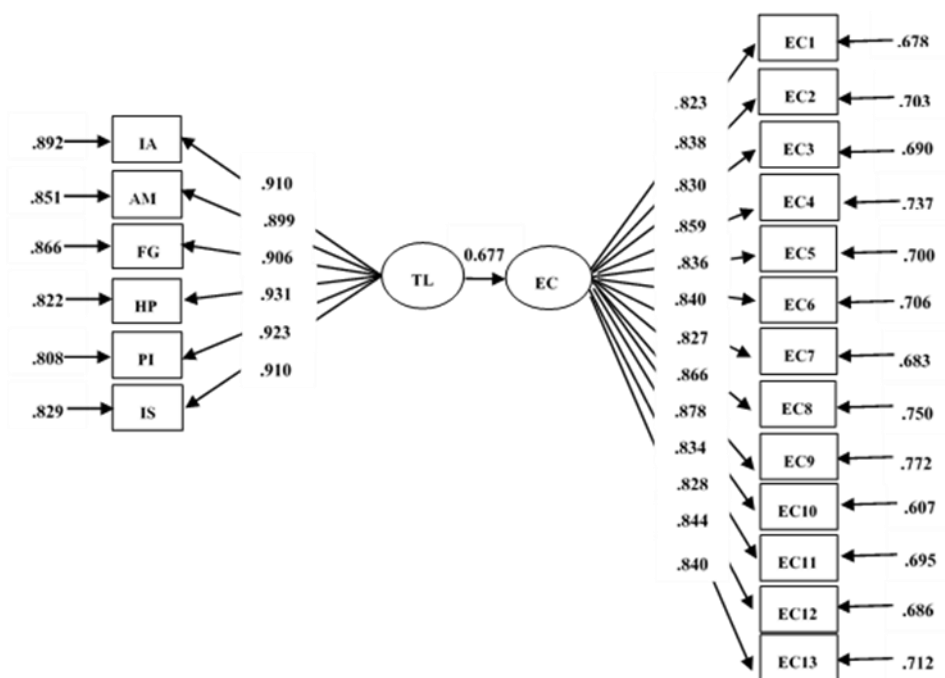 .892
IA
.851
AM
.866
FG
.822
HP
.808
PI
.829
IS
.910
.899
.906
.931
.923
.910
TL
0.677
EC
.823
.838
.830
.859
.836
.840
.827
.866
.878
.834
.828
.844
.840
EC1
.678
EC2
.703
EC3
.690
EC4
.737
EC5
.700
EC6
.706
EC7
.683
EC8
.750
EC9
.772
EC10
.607
EC11
.695
EC12
.686
EC13
.712